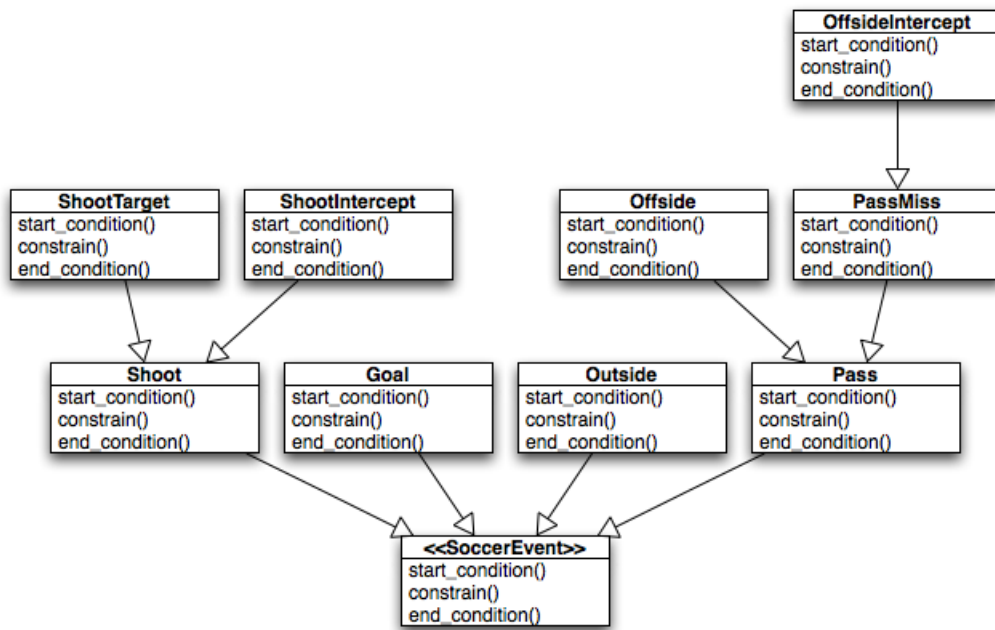 OffsideIntercept
start_condition()
constrain()
end_condition()
ShootTarget
start_condition()
constrain()
end_condition()
ShootIntercept
start_condition()
constrain()
end_condition()
Offside
start_condition()
constrain()
end_condition()
PassMiss
start_condition()
constrain()
end_condition()
Shoot
start_condition()
constrain()
end_condition()
Goal
start_condition()
constrain()
end_condition()
Outside
start_condition()
constrain()
end_condition()
Pass
start_condition()
constrain()
end_condition()
<<SoccerEvent>>
start_condition()
constrain()
end_condition()